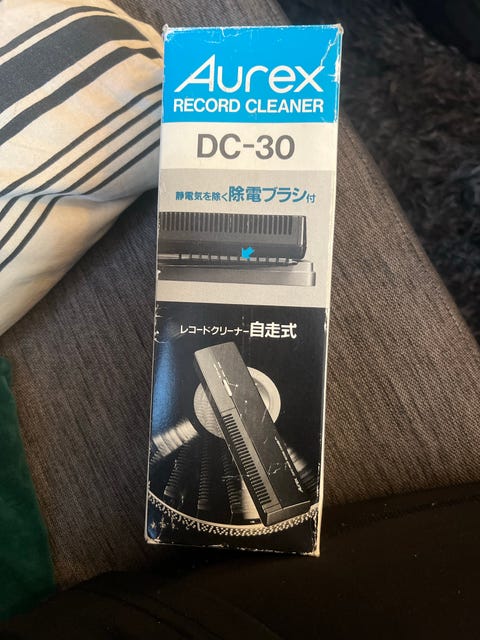 Aurex
RECORD CLEANER
DC-30
静電気を除く除電ブラシ付
レコードクリーナー自走式